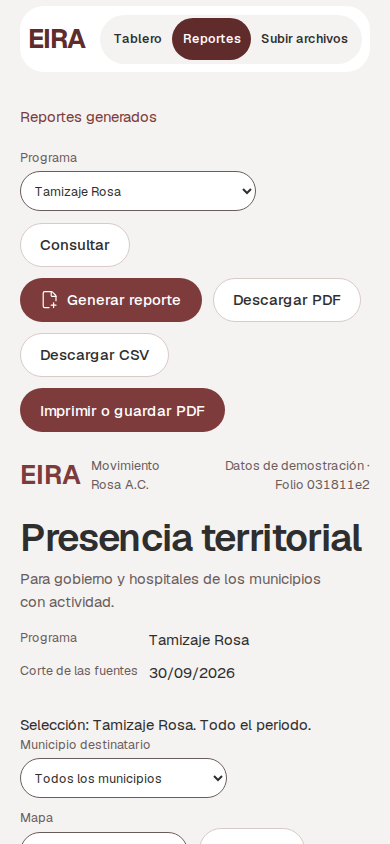 EIRA
Tablero Reportes Subir archivos
Reportes generados
Programa
Tamizaje Rosa
Consultar
Generar reporte Descargar PDF
Descargar CSV
Imprimir o guardar PDF
EIRA Movimiento Rosa A.C.
Datos de demostración ·
Folio 031811e2
Presencia territorial
Para gobierno y hospitales de los municipios
con actividad.
Programa Tamizaje Rosa
Corte de las fuentes 30/09/2026
Selección: Tamizaje Rosa. Todo el periodo.
Municipio destinatario
Todos los municipios
Mapa